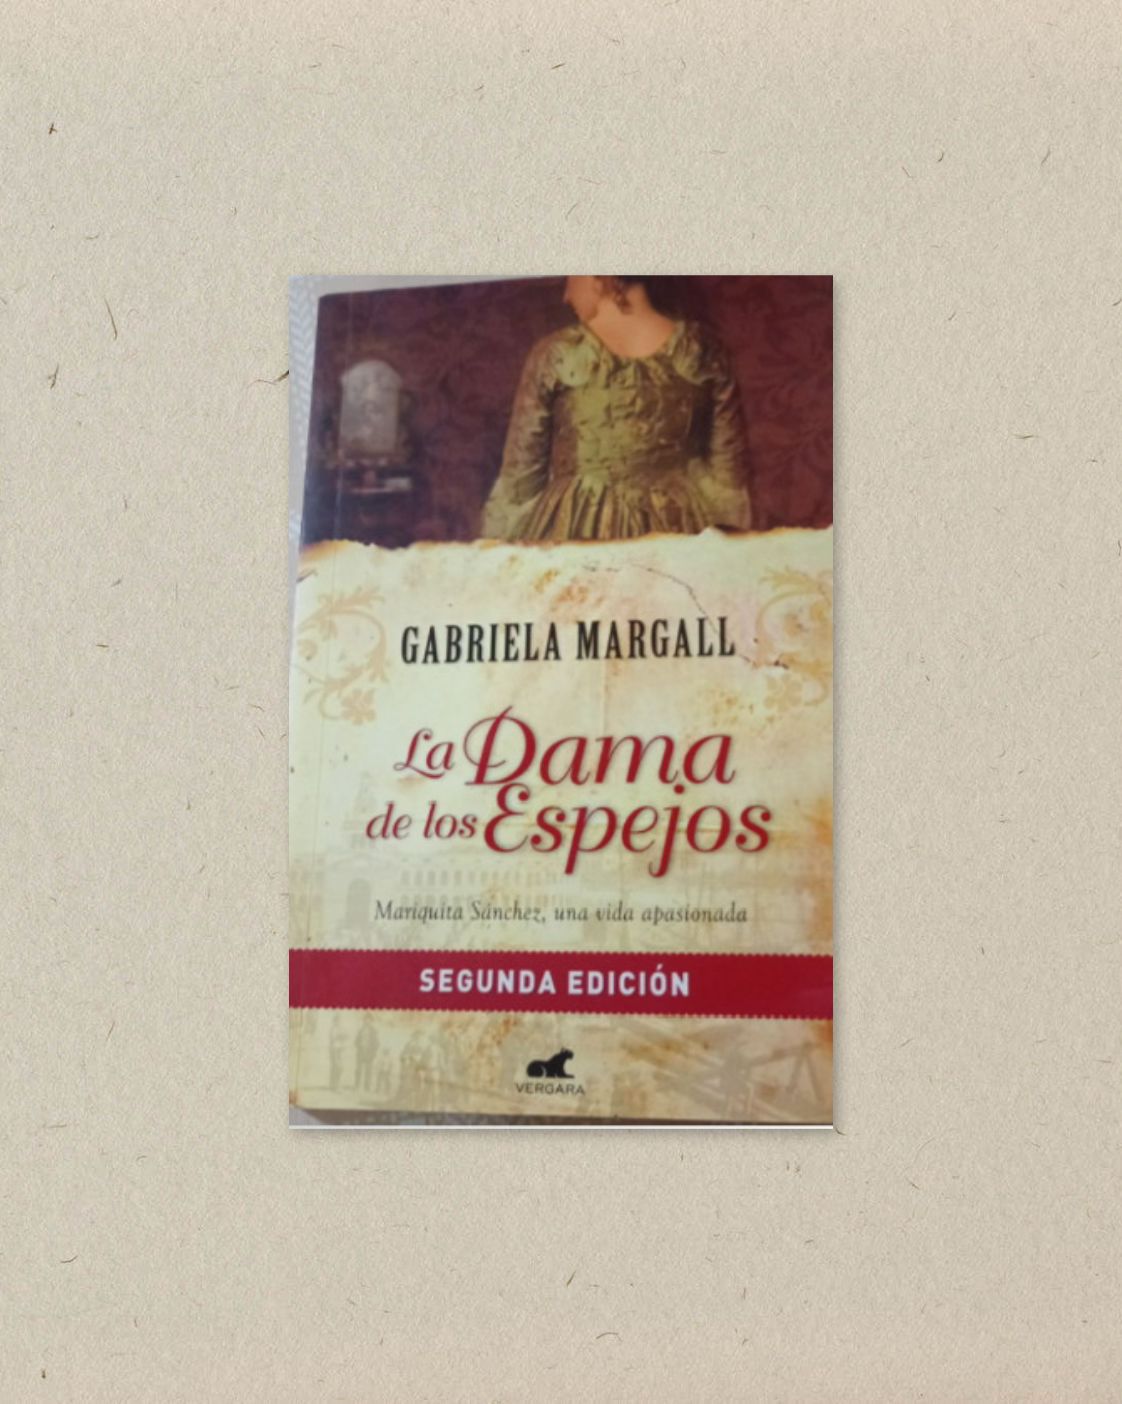 GABRIELA MARGALL
La Dama
de los Espejos
Mariquita Sánchez, una vida apasionada
SEGUNDA EDICIÓN
VERGARA